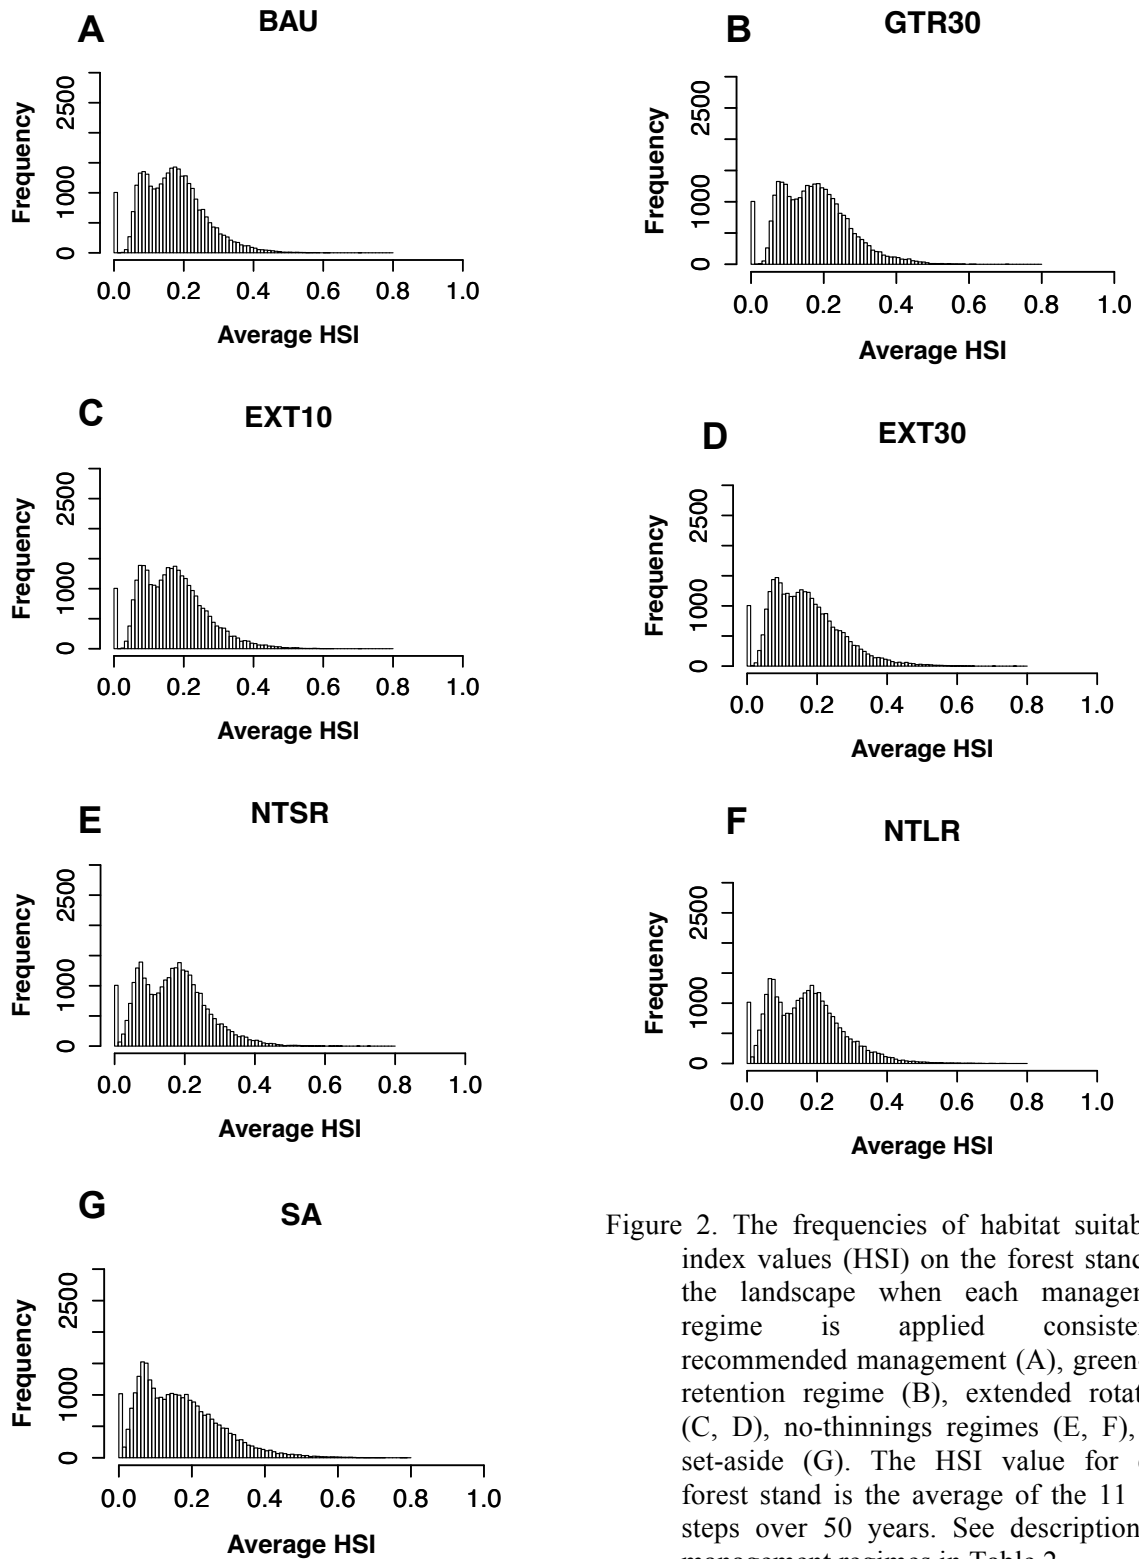 A
BAU
Frequency
0 1000 2500
0.0 0.2 0.4 0.6 0.8 1.0
Average HSI
B
GTR30
Frequency
0 1000 2500
0.0 0.2 0.4 0.6 0.8 1.0
Average HSI
C
EXT10
Frequency
0 1000 2500
0.0 0.2 0.4 0.6 0.8 1.0
Average HSI
D
EXT30
Frequency
0 1000 2500
0.0 0.2 0.4 0.6 0.8 1.0
Average HSI
E
NTSR
Frequency
0 1000 2500
0.0 0.2 0.4 0.6 0.8 1.0
Average HSI
F
NTLR
Frequency
0 1000 2500
0.0 0.2 0.4 0.6 0.8 1.0
Average HSI
G
SA
Frequency
0 1000 2500
0.0 0.2 0.4 0.6 0.8 1.0
Average HSI
Figure 2. The frequencies of habitat suitab
index values (HSI) on the forest stand
the landscape when each manager
regime is applied consiste
recommended management (A), green-
retention regime (B), extended rotat
(C, D), no-thinnings regimes (E, F),
set-aside (G). The HSI value for
forest stand is the average of the 11
steps over 50 years. See description
management regimes in Table 2